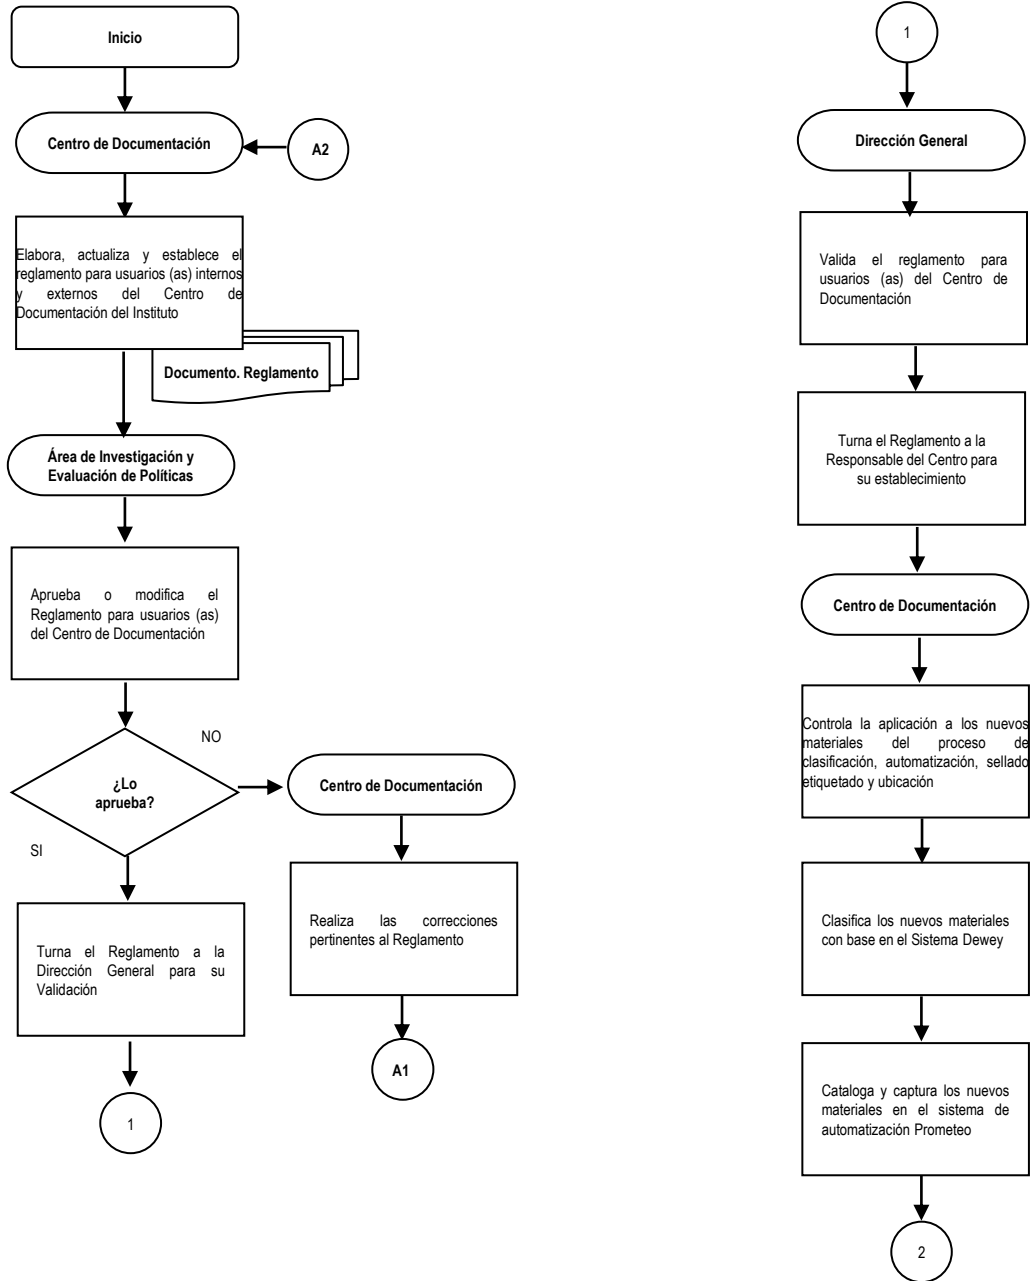 Inicio
Centro de Documentación
A2
Elabora, actualiza y establece el
reglamento para usuarios (as) internos
y externos del Centro de
Documentación del Instituto
Documento. Reglamento
Área de Investigación y
Evaluación de Políticas
Aprueba o modifica el
Reglamento para usuarios (as)
del Centro de Documentación
NO
¿Lo
aprueba?
SI
Centro de Documentación
Realiza las correcciones
pertinentes al Reglamento
A1
Turna el Reglamento a la
Dirección General para su
Validación
1
1
Dirección General
Valida el reglamento para
usuarios (as) del Centro de
Documentación
Turna el Reglamento a la
Responsable del Centro para
su establecimiento
Centro de Documentación
Controla la aplicación a los nuevos
materiales del proceso de
clasificación, automatización, sellado
etiquetado y ubicación
Clasifica los nuevos materiales
con base en el Sistema Dewey
Cataloga y captura los nuevos
materiales en el sistema de
automatización Prometeo
2